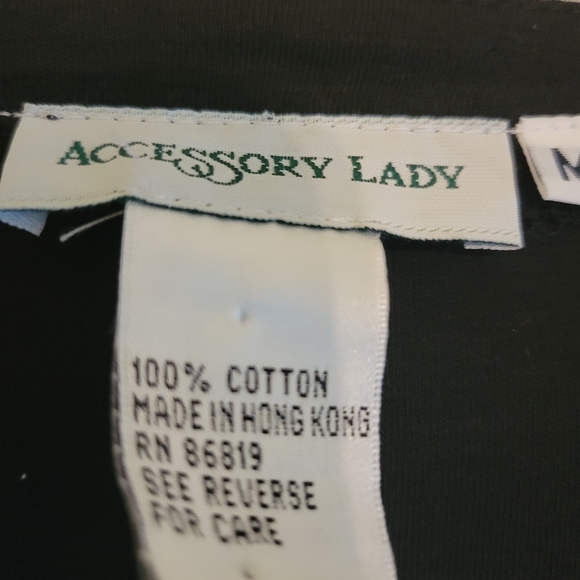 ACCESSORY LADY
M
100% COTTON
MADE IN HONG KONG
RN 86819
SEE REVERSE
FOR CARE